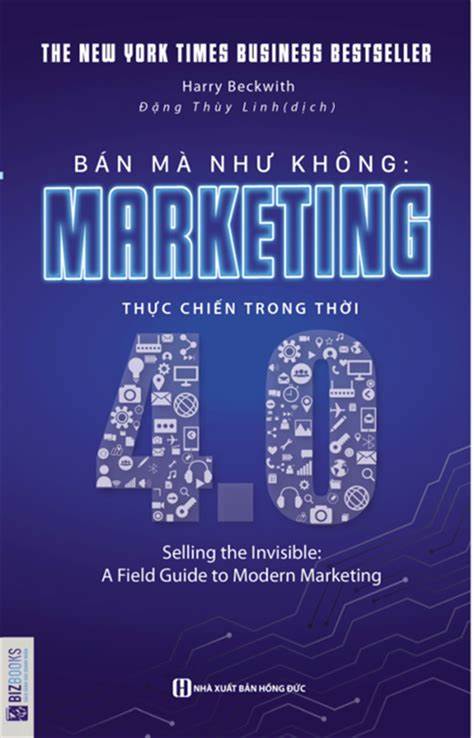 THE NEW YORK TIMES BUSINESS BESTSELLER
Harry Beckwith
Đặng Thùy Linh(dịch)
BÁN MÀ NHƯ KHÔNG:
MARKETING
THỰC CHIẾN TRONG THỜI
4.0
Selling the Invisible:
A Field Guide to Modern Marketing
BIZBOOKS
NHÀ XUẤT BẢN HỒNG ĐỨC